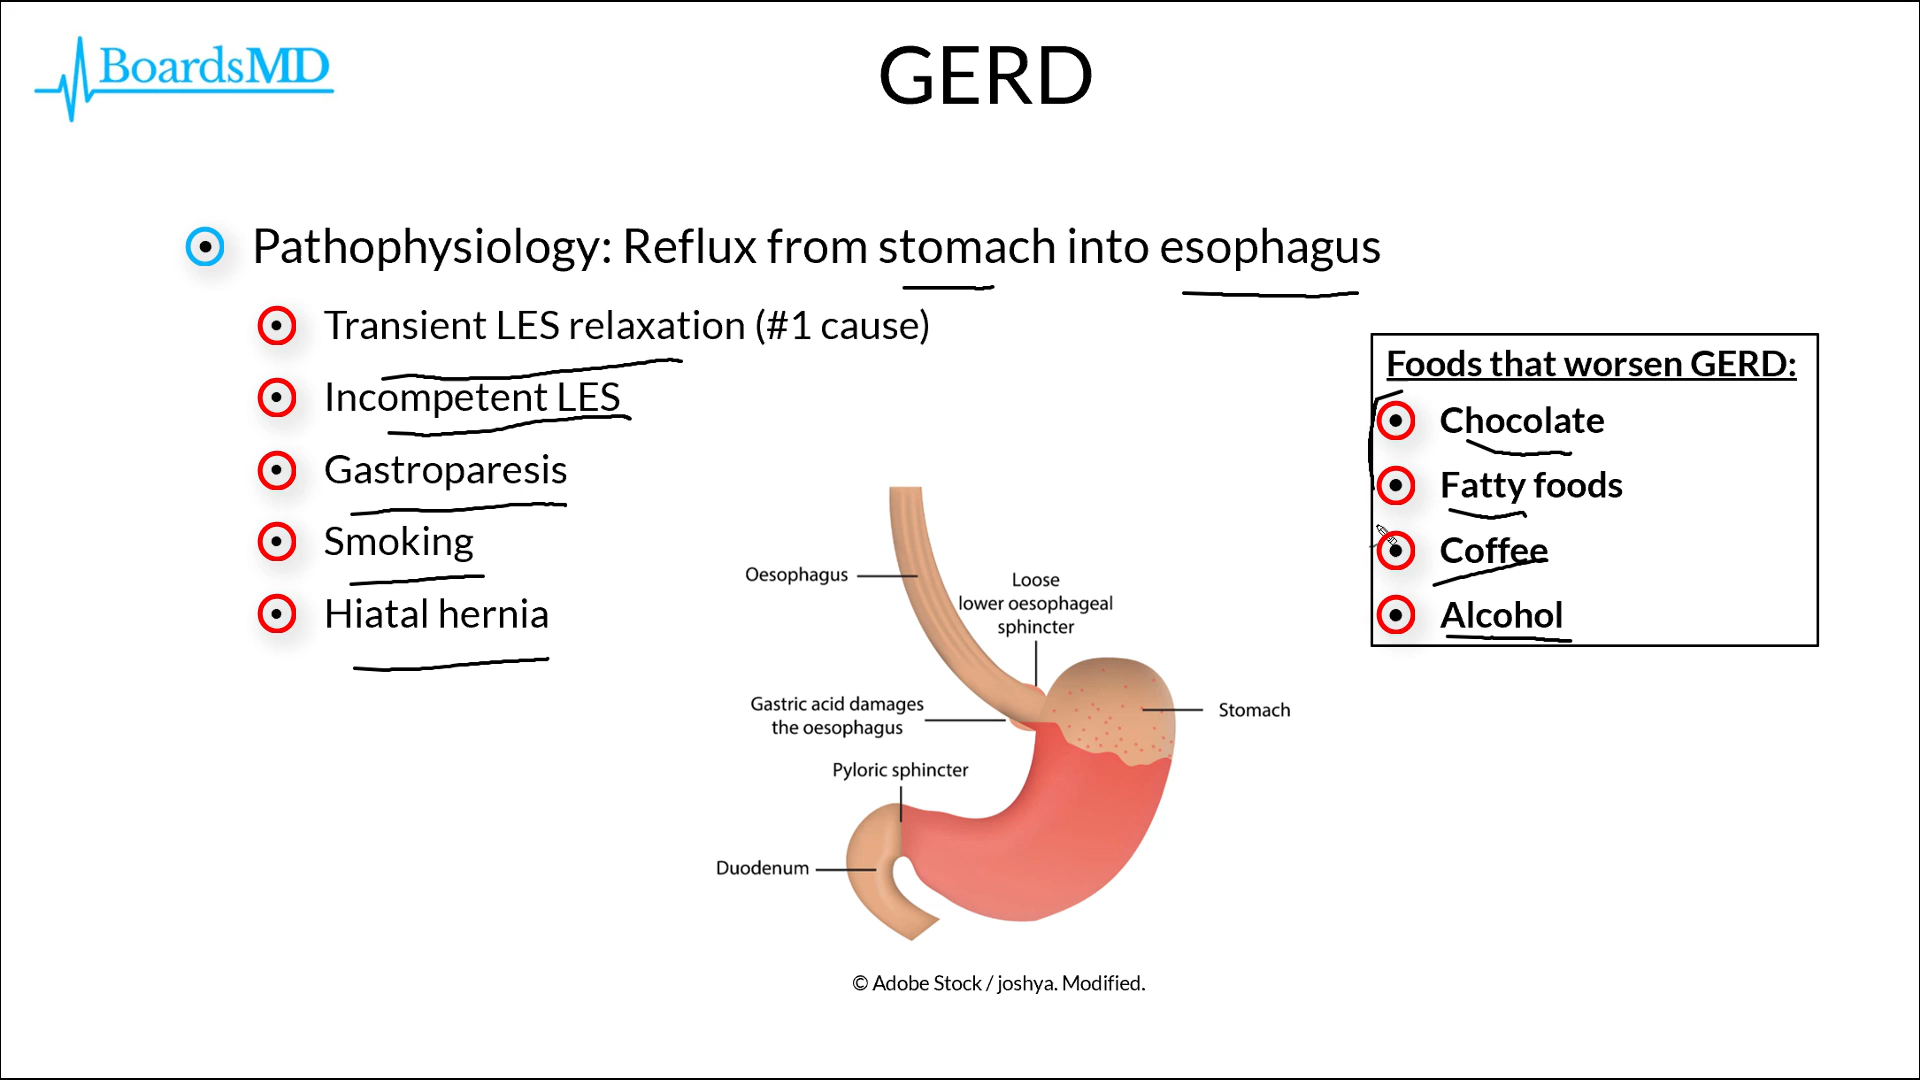 BoardsMD
GERD
Pathophysiology: Reflux from stomach into esophagus
Transient LES relaxation (#1 cause)
Incompetent LES
Gastroparesis
Smoking
Hiatal hernia
Foods that worsen GERD:
Chocolate
Fatty foods
Coffee
Alcohol
Oesophagus
Loose
lower oesophageal
sphincter
Gastric acid damages
the oesophagus
Stomach
Pyloric sphincter
Duodenum
© Adobe Stock / joshya. Modified.